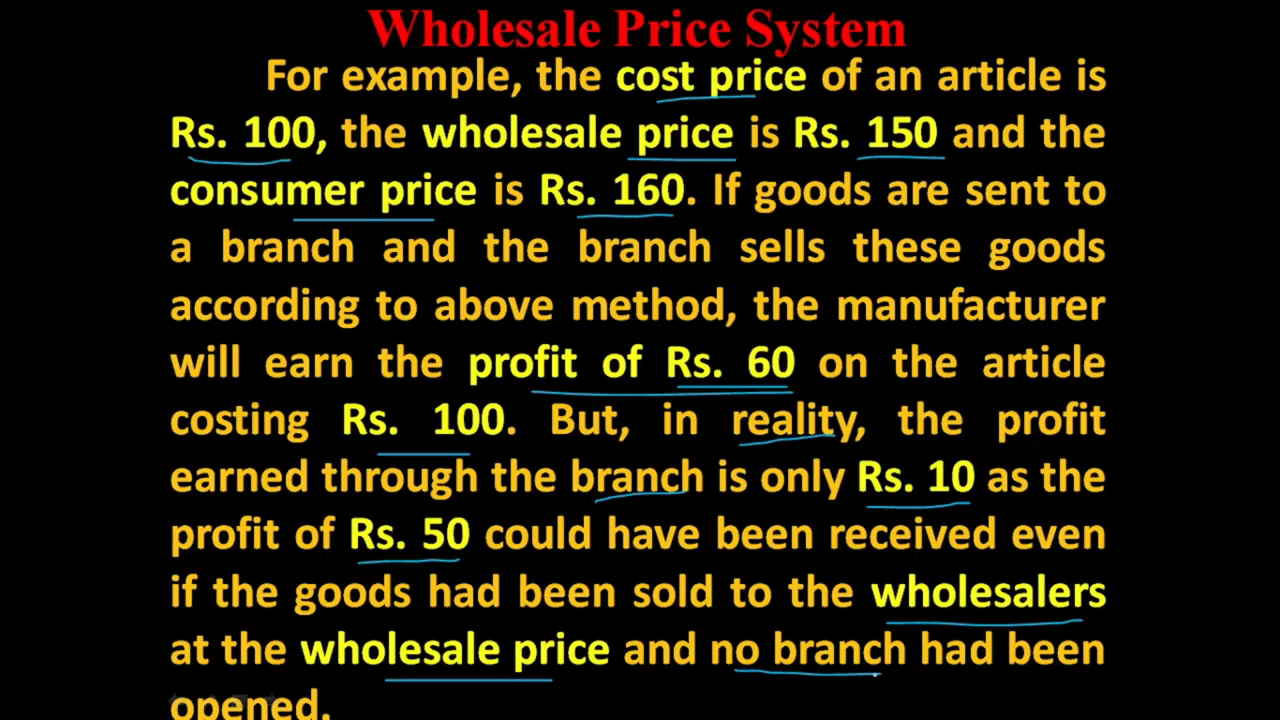 Wholesale Price System
For example, the cost price of an article is
Rs. 100, the wholesale price is Rs. 150 and the
consumer price is Rs. 160. If goods are sent to
a branch and the branch sells these goods
according to above method, the manufacturer
will earn the profit of Rs. 60 on the article
costing Rs. 100. But, in reality, the profit
earned through the branch is only Rs. 10 as the
profit of Rs. 50 could have been received even
if the goods had been sold to the wholesalers
at the wholesale price and no branch had been
opened.